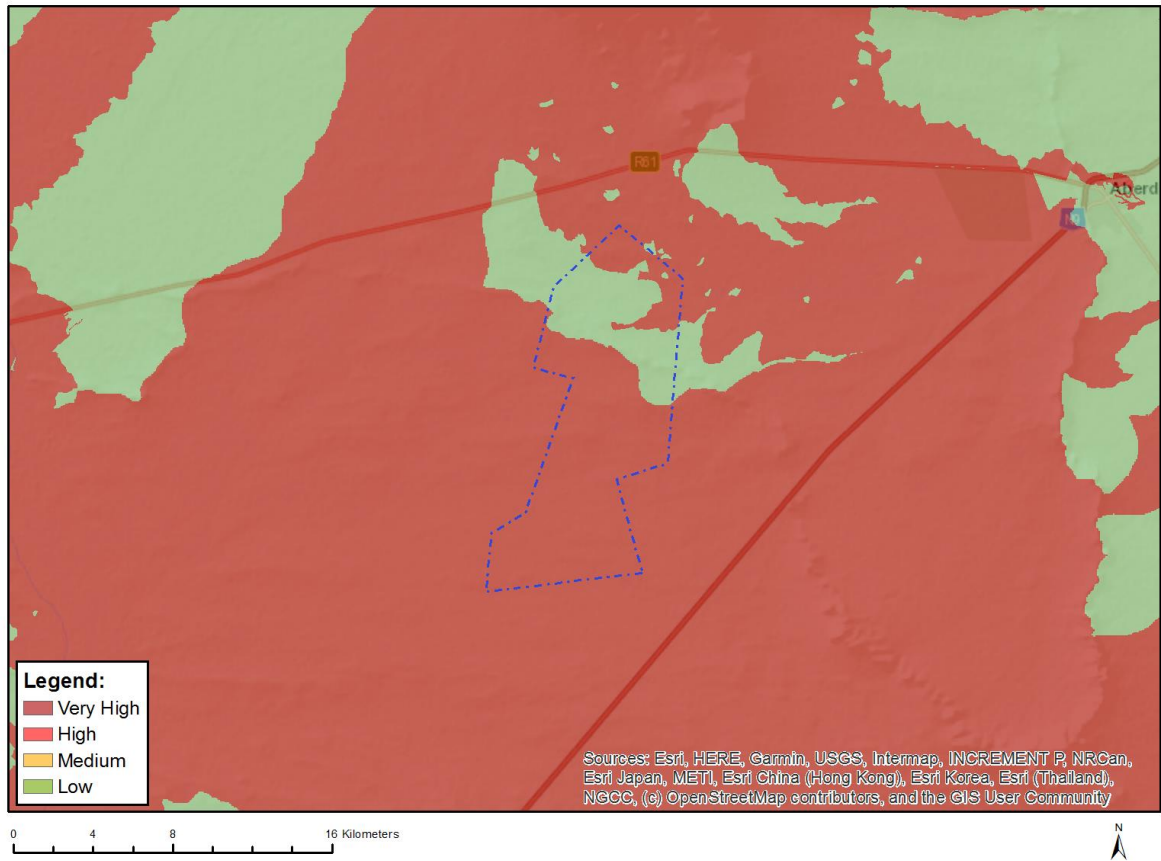 R61
Aberd
N9
Legend:
Very High
High
Medium
Low
Sources: Esri, HERE, Garmin, USGS, Intermap, INCREMENT P, NRCan,
Esri Japan, METI, Esri China (Hong Kong), Esri Korea, Esri (Thailand),
NGCC, (c) OpenStreetMap contributors, and the GIS User Community
0 4 8 16 Kilometers
N